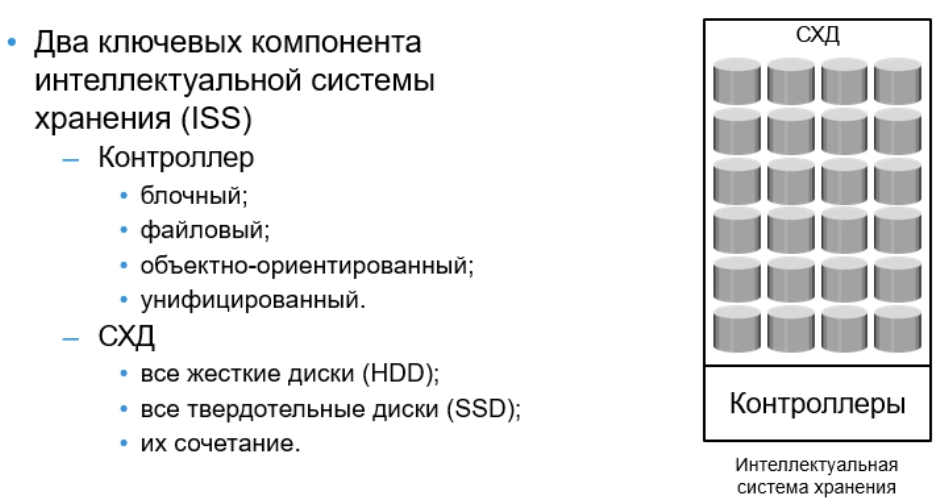 • Два ключевых компонента
интеллектуальной системы
хранения (ISS)
– Контроллер
• блочный;
• файловый;
• объектно-ориентированный;
• унифицированный.
– СХД
• все жесткие диски (HDD);
• все твердотельные диски (SSD);
• их сочетание.
СХД
Контроллеры
Интеллектуальная
система хранения